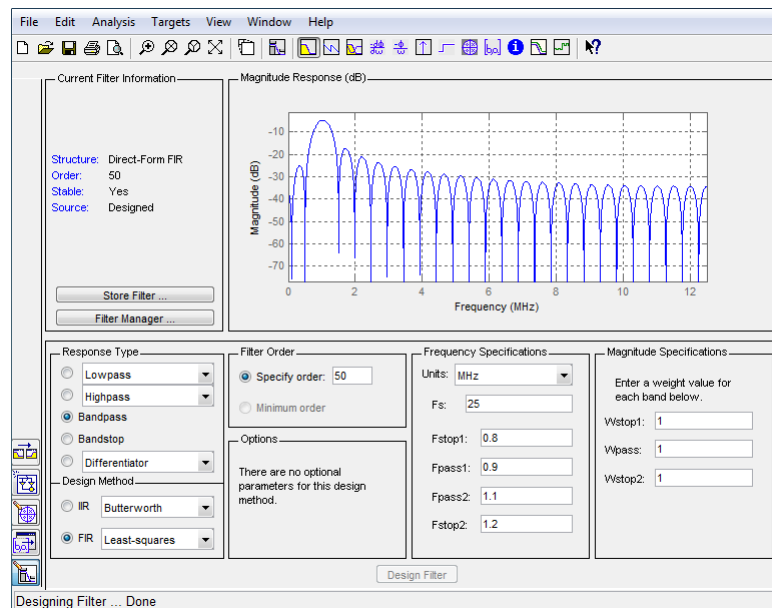 File Edit Analysis Targets View Window Help
Current Filter Information
Structure: Direct-Form FIR
Order: 50
Stable: Yes
Source: Designed
Store Filter ...
Filter Manager ...
Magnitude Response (dB)
Magnitude (dB)
-10
-20
-30
-40
-50
-60
-70
0 2 4 6 8 10 12
Frequency (MHz)
Response Type
Lowpass
Highpass
Bandpass
Bandstop
Differentiator
Design Method
IIR Butterworth
FIR Least-squares
Filter Order
Specify order: 50
Minimum order
Options
There are no optional
parameters for this design
method.
Frequency Specifications
Units: MHz
Fs: 25
Fstop1: 0.8
Fpass1: 0.9
Fpass2: 1.1
Fstop2: 1.2
Magnitude Specifications
Enter a weight value for
each band below.
Wstop1: 1
Wpass: 1
Wstop2: 1
Design Filter
Designing Filter ... Done